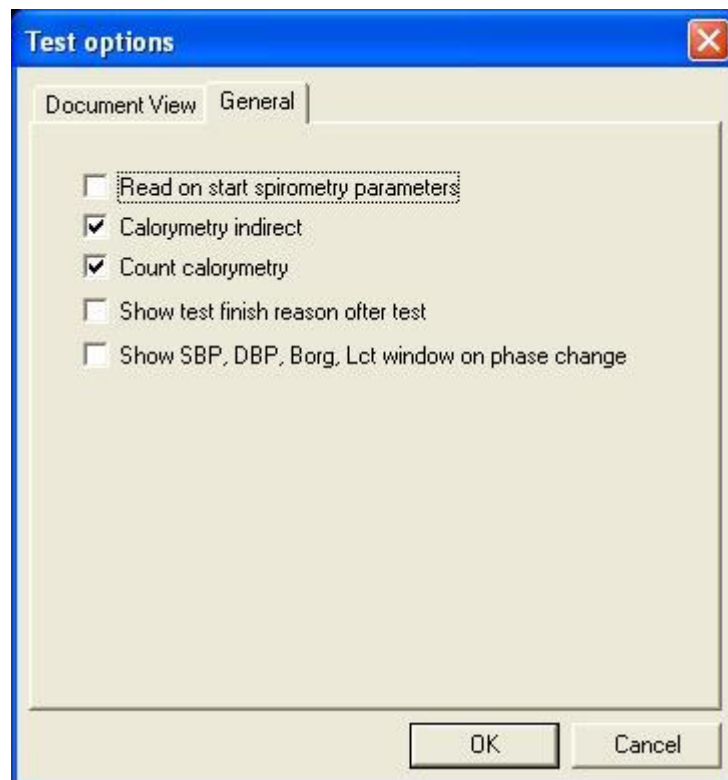 Test options
Document View General
Read on start spirometry parameters
Calorymetry indirect
Count calorymetry
Show test finish reason ofter test
Show SBP, DBP, Borg, Lct window on phase change
OK Cancel